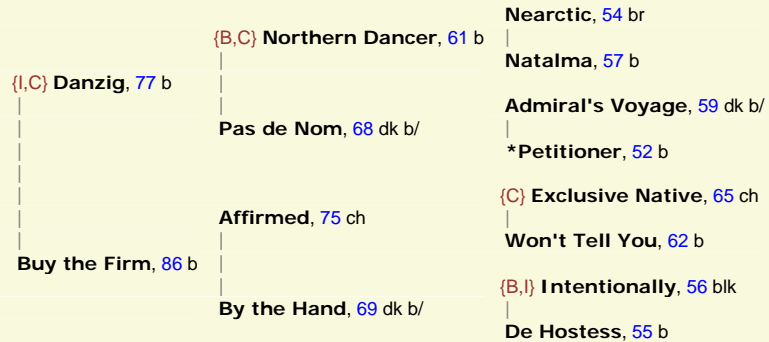 Nearctic, 54 br
{B,C} Northern Dancer, 61 b
Natalma, 57 b
{I,C} Danzig, 77 b
Admiral's Voyage, 59 dk b/
Pas de Nom, 68 dk b/
*Petitioner, 52 b
{C} Exclusive Native, 65 ch
Affirmed, 75 ch
Won't Tell You, 62 b
Buy the Firm, 86 b
{B,I} Intentionally, 56 blk
By the Hand, 69 dk b/
De Hostess, 55 b